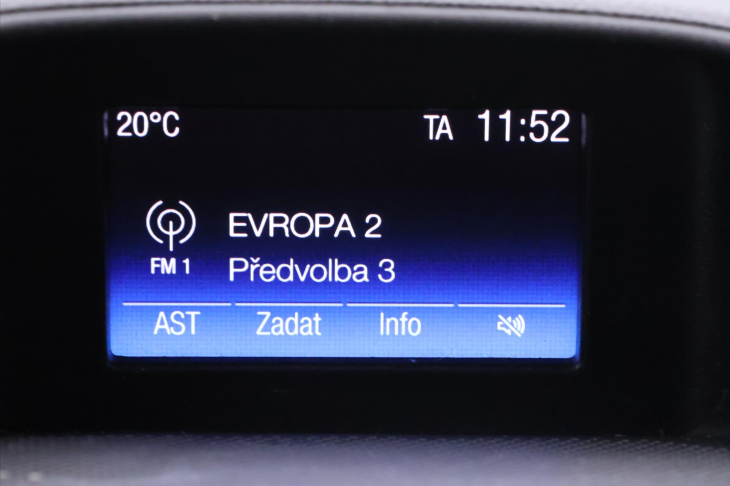 20°C TA 11:52
EVROPA 2
FM 1 Předvolba 3
AST Zadat Info